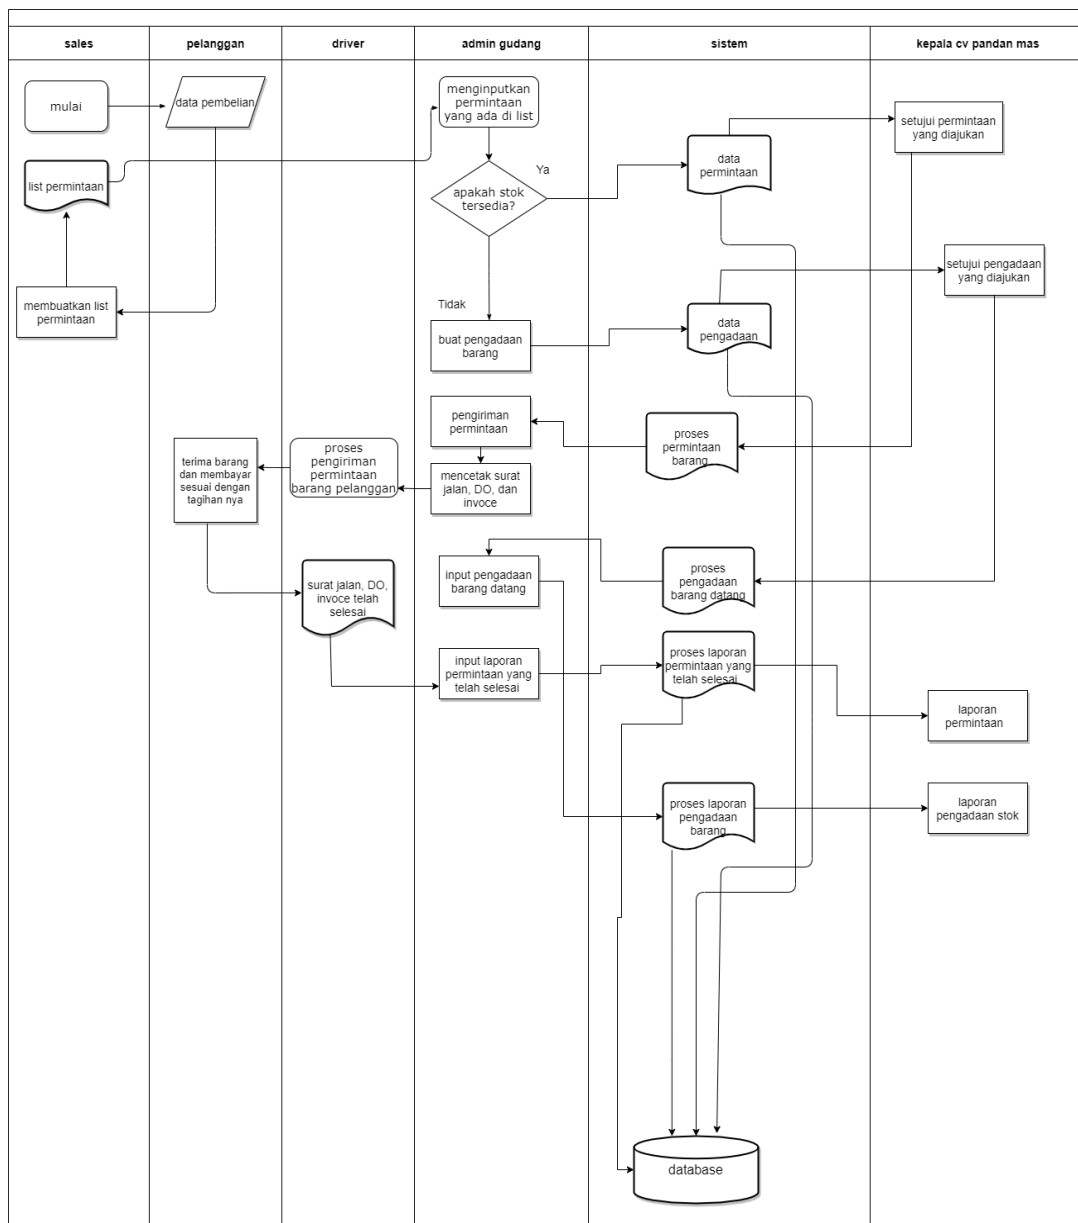 sales
pelanggan
driver
admin gudang
sistem
kepala cv pandan mas
mulai
data pembelian
menginputkan
permintaan
yang ada di list
setujui permintaan
yang diajukan
data
permintaan
Ya
list permintaan
apakah stok
tersedia?
setujui pengadaan
yang diajukan
membuatkan list
permintaan
Tidak
buat pengadaan
barang
data
pengadaan
pengiriman
permintaan
proses
permintaan
barang
terima barang
dan membayar
sesuai dengan
tagihan nya
proses
pengiriman
permintaan
barang pelanggan
mencetak surat
jalan, DO, dan
invoice
surat jalan, DO,
invoce telah
selesai
input pengadaan
barang datang
proses
pengadaan
barang datang
input laporan
permintaan yang
telah selesai
proses laporan
permintaan yang
telah selesai
laporan
permintaan
proses laporan
pengadaan
barang
laporan
pengadaan stok
database